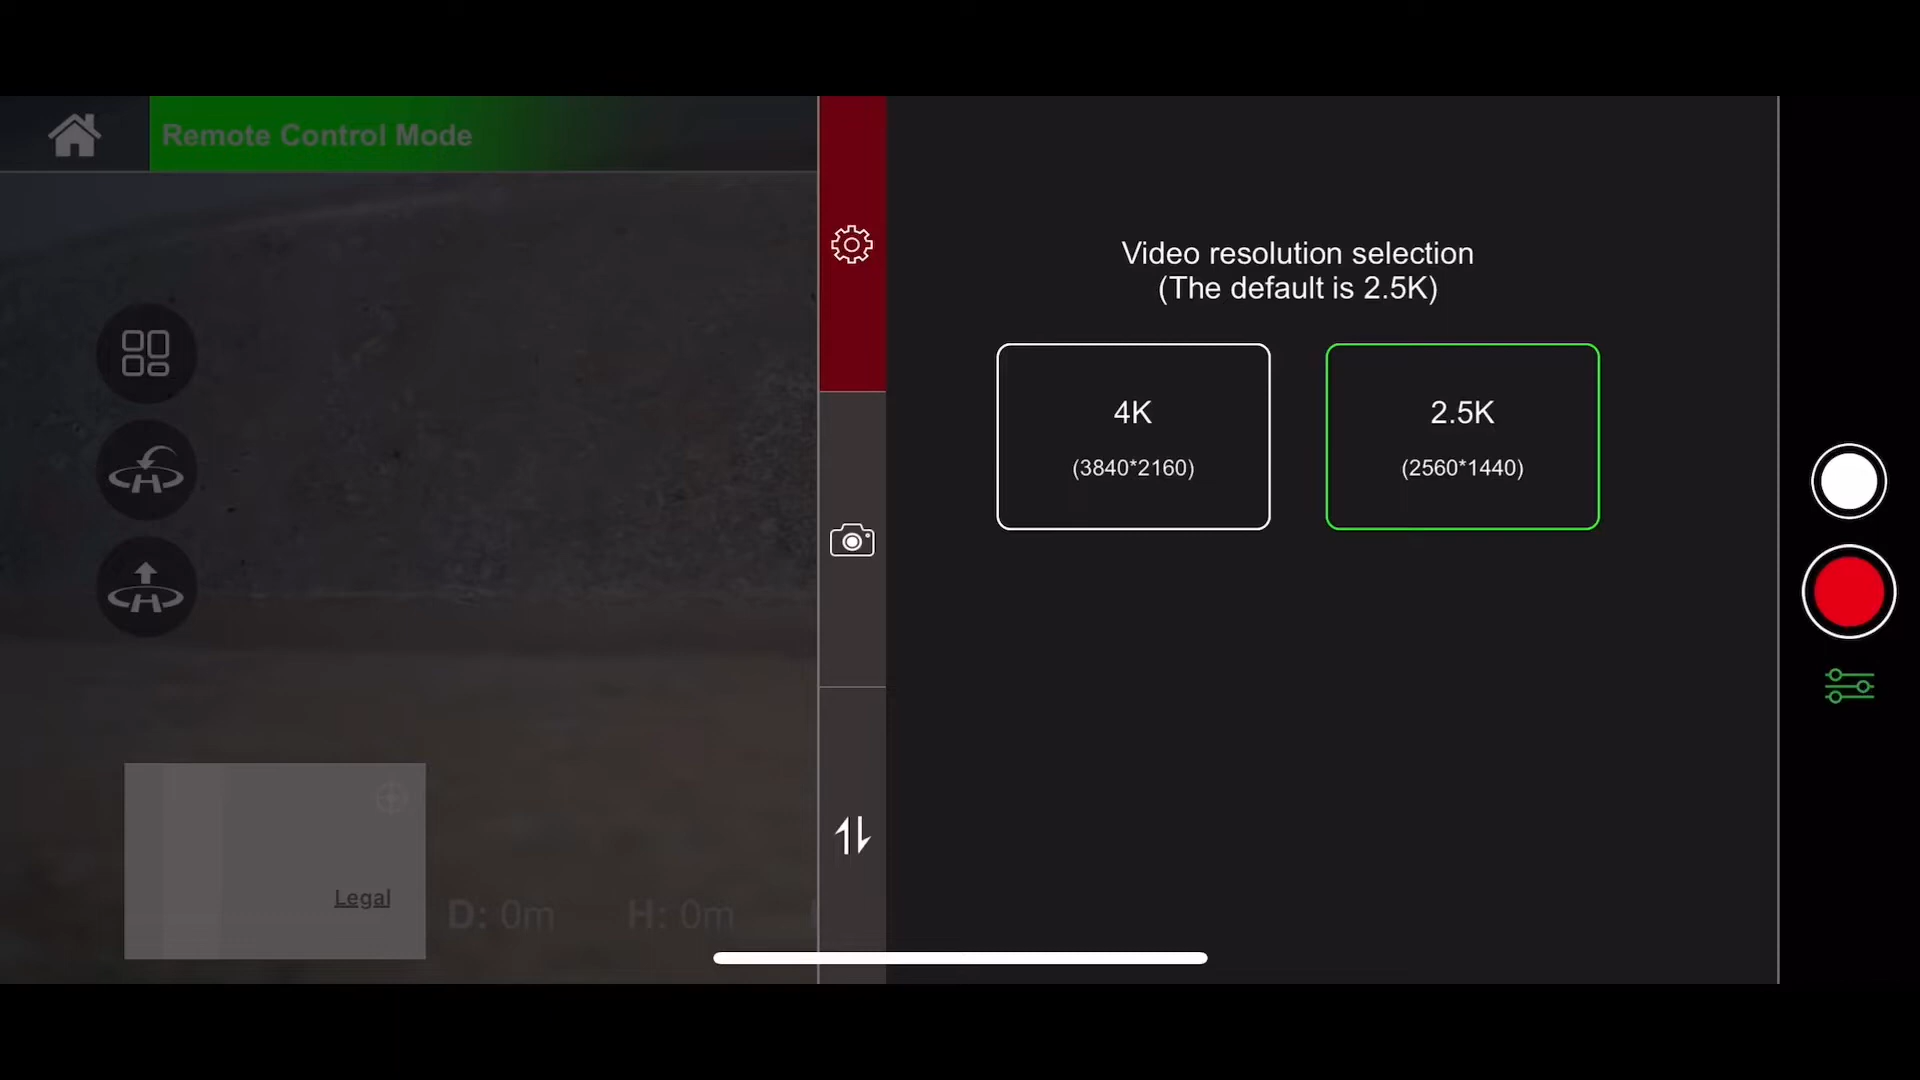 Remote Control Mode
Video resolution selection
(The default is 2.5K)
4K
(3840*2160)
2.5K
(2560*1440)
Legal
D: 0m
H: 0m